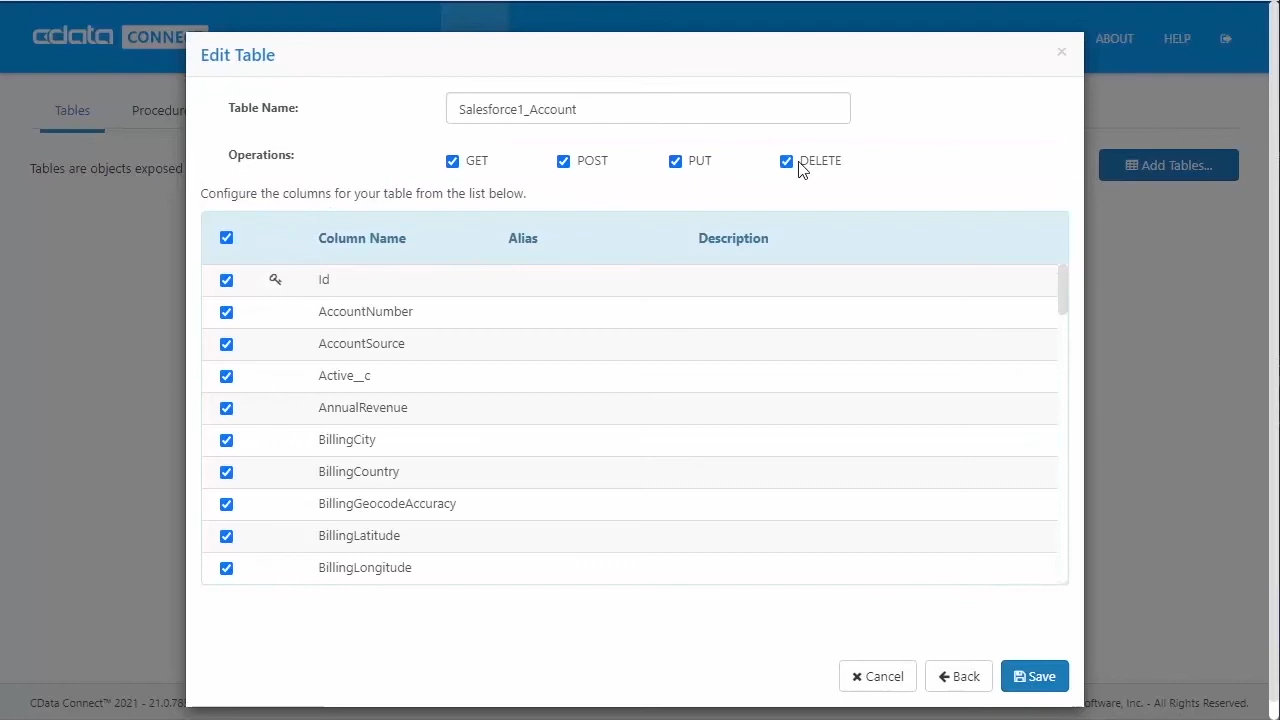 cdata CONNE
ABOUT HELP
Edit Table
×
Tables Procedur
Table Name: Salesforce1_Account
Operations: GET POST PUT DELETE
Tables are objects exposed
Add Tables...
Configure the columns for your table from the list below.
Column Name Alias Description
Id
AccountNumber
AccountSource
Active__c
AnnualRevenue
BillingCity
BillingCountry
BillingGeocodeAccuracy
BillingLatitude
BillingLongitude
Cancel Back Save
CData Connect™ 2021 - 21.0.78 oftware, Inc. - All Rights Reserved.